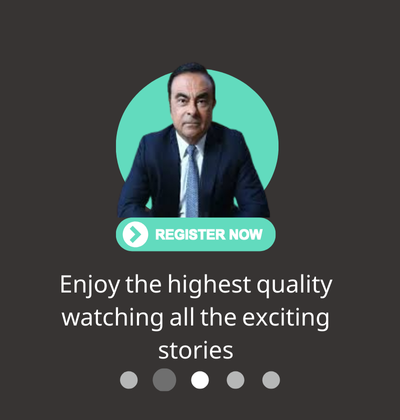 REGISTER NOW
Enjoy the highest quality
watching all the exciting
stories